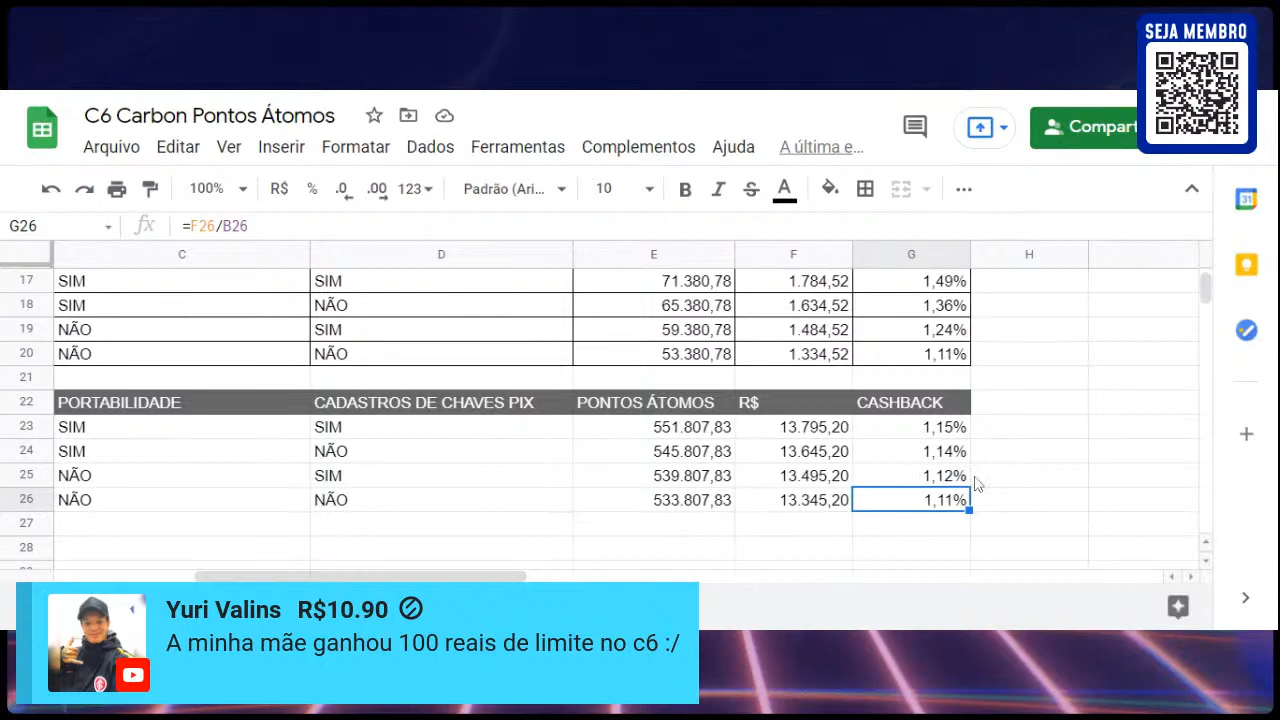 SEJA MEMBRO
C6 Carbon Pontos Átomos
Compart
Arquivo Editar Ver Inserir Formatar Dados Ferramentas Complementos Ajuda A última e…
100% R$ % .0 .00 123 Padrão (Ari... 10 B I S A
G26 fx =F26/B26
C D E F G H
17 SIM SIM 71.380,78 1.784,52 1,49%
18 SIM NÃO 65.380,78 1.634,52 1,36%
19 NÃO SIM 59.380,78 1.484,52 1,24%
20 NÃO NÃO 53.380,78 1.334,52 1,11%
21
22 PORTABILIDADE CADASTROS DE CHAVES PIX PONTOS ÁTOMOS R$ CASHBACK
23 SIM SIM 551.807,83 13.795,20 1,15%
24 SIM NÃO 545.807,83 13.645,20 1,14%
25 NÃO SIM 539.807,83 13.495,20 1,12%
26 NÃO NÃO 533.807,83 13.345,20 1,11%
27
28
31
Yuri Valins R$10.90
A minha mãe ganhou 100 reais de limite no c6 :/